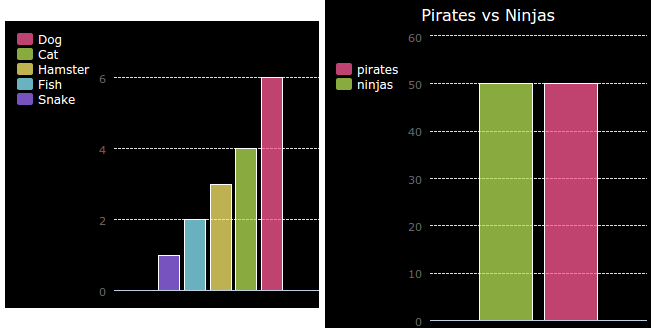 Dog
Cat
Hamster
Fish
Snake
6
4
2
0
Pirates vs Ninjas
pirates
ninjas
60
50
40
30
20
10
0